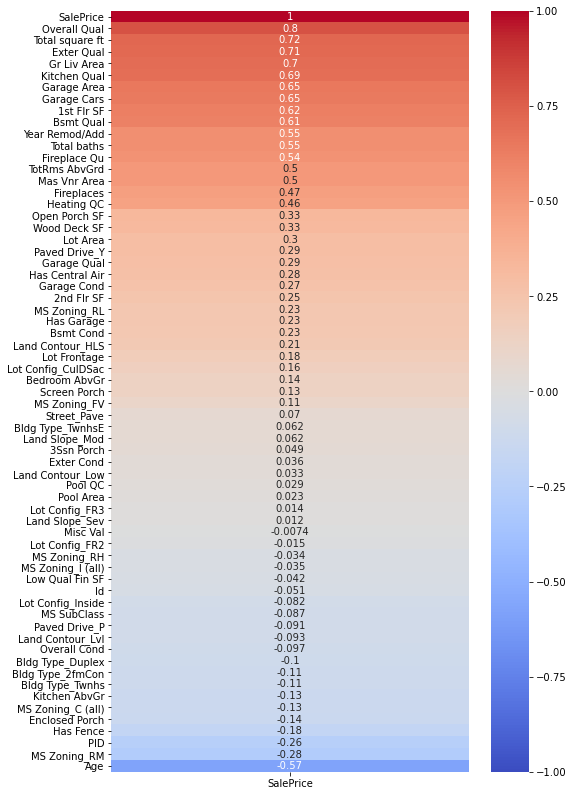 SalePrice 1
Overall Qual 0.8
Total square ft 0.72
Exter Qual 0.71
Gr Liv Area 0.7
Kitchen Qual 0.69
Garage Area 0.65
Garage Cars 0.65
1st Flr SF 0.62
Bsmt Qual 0.61
Year Remod/Add 0.55
Total baths 0.55
Fireplace Qu 0.54
TotRms AbvGrd 0.5
Mas Vnr Area 0.5
Fireplaces 0.47
Heating QC 0.46
Open Porch SF 0.33
Wood Deck SF 0.33
Lot Area 0.3
Paved Drive_Y 0.29
Garage Qual 0.29
Has Central Air 0.28
Garage Cond 0.27
2nd Flr SF 0.25
MS Zoning_RL 0.23
Has Garage 0.23
Bsmt Cond 0.23
Land Contour_HLS 0.21
Lot Frontage 0.18
Lot Config_CulDSac 0.16
Bedroom AbvGr 0.14
Screen Porch 0.13
MS Zoning_FV 0.11
Street_Pave 0.07
Bldg Type_TwnhsE 0.062
Land Slope_Mod 0.062
3Ssn Porch 0.049
Exter Cond 0.036
Land Contour_Low 0.033
Pool QC 0.029
Pool Area 0.023
Lot Config_FR3 0.014
Land Slope_Sev 0.012
Misc Val -0.0074
Lot Config_FR2 -0.015
MS Zoning_RH -0.034
MS Zoning_I (all) -0.035
Low Qual Fin SF -0.042
Id -0.051
Lot Config_Inside -0.082
MS SubClass -0.087
Paved Drive_P -0.091
Land Contour_Lvl -0.093
Overall Cond -0.097
Bldg Type_Duplex -0.1
Bldg Type_2fmCon -0.11
Bldg Type_Twnhs -0.11
Kitchen AbvGr -0.13
MS Zoning_C (all) -0.13
Enclosed Porch -0.14
Has Fence -0.18
PID -0.26
MS Zoning_RM -0.28
Age -0.57
SalePrice
1.00
0.75
0.50
0.25
0.00
−0.25
−0.50
−0.75
−1.00